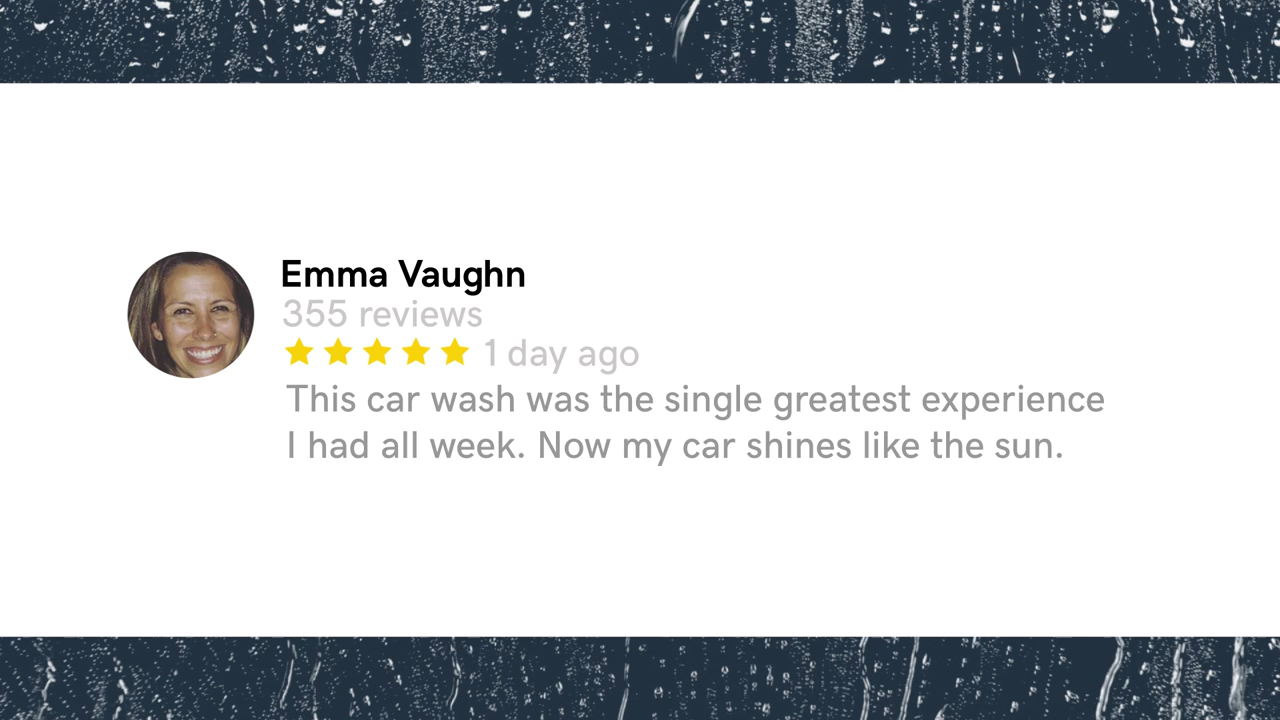 Emma Vaughn
355 reviews
1 day ago
This car wash was the single greatest experience
I had all week. Now my car shines like the sun.